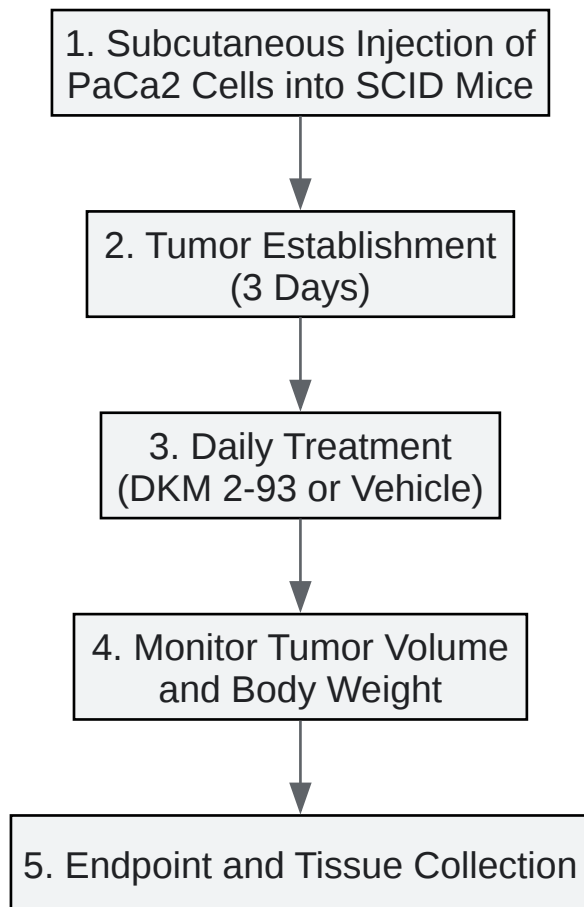 1. Subcutaneous Injection of
PaCa2 Cells into SCID Mice
2. Tumor Establishment
(3 Days)
3. Daily Treatment
(DKM 2-93 or Vehicle)
4. Monitor Tumor Volume
and Body Weight
5. Endpoint and Tissue Collection